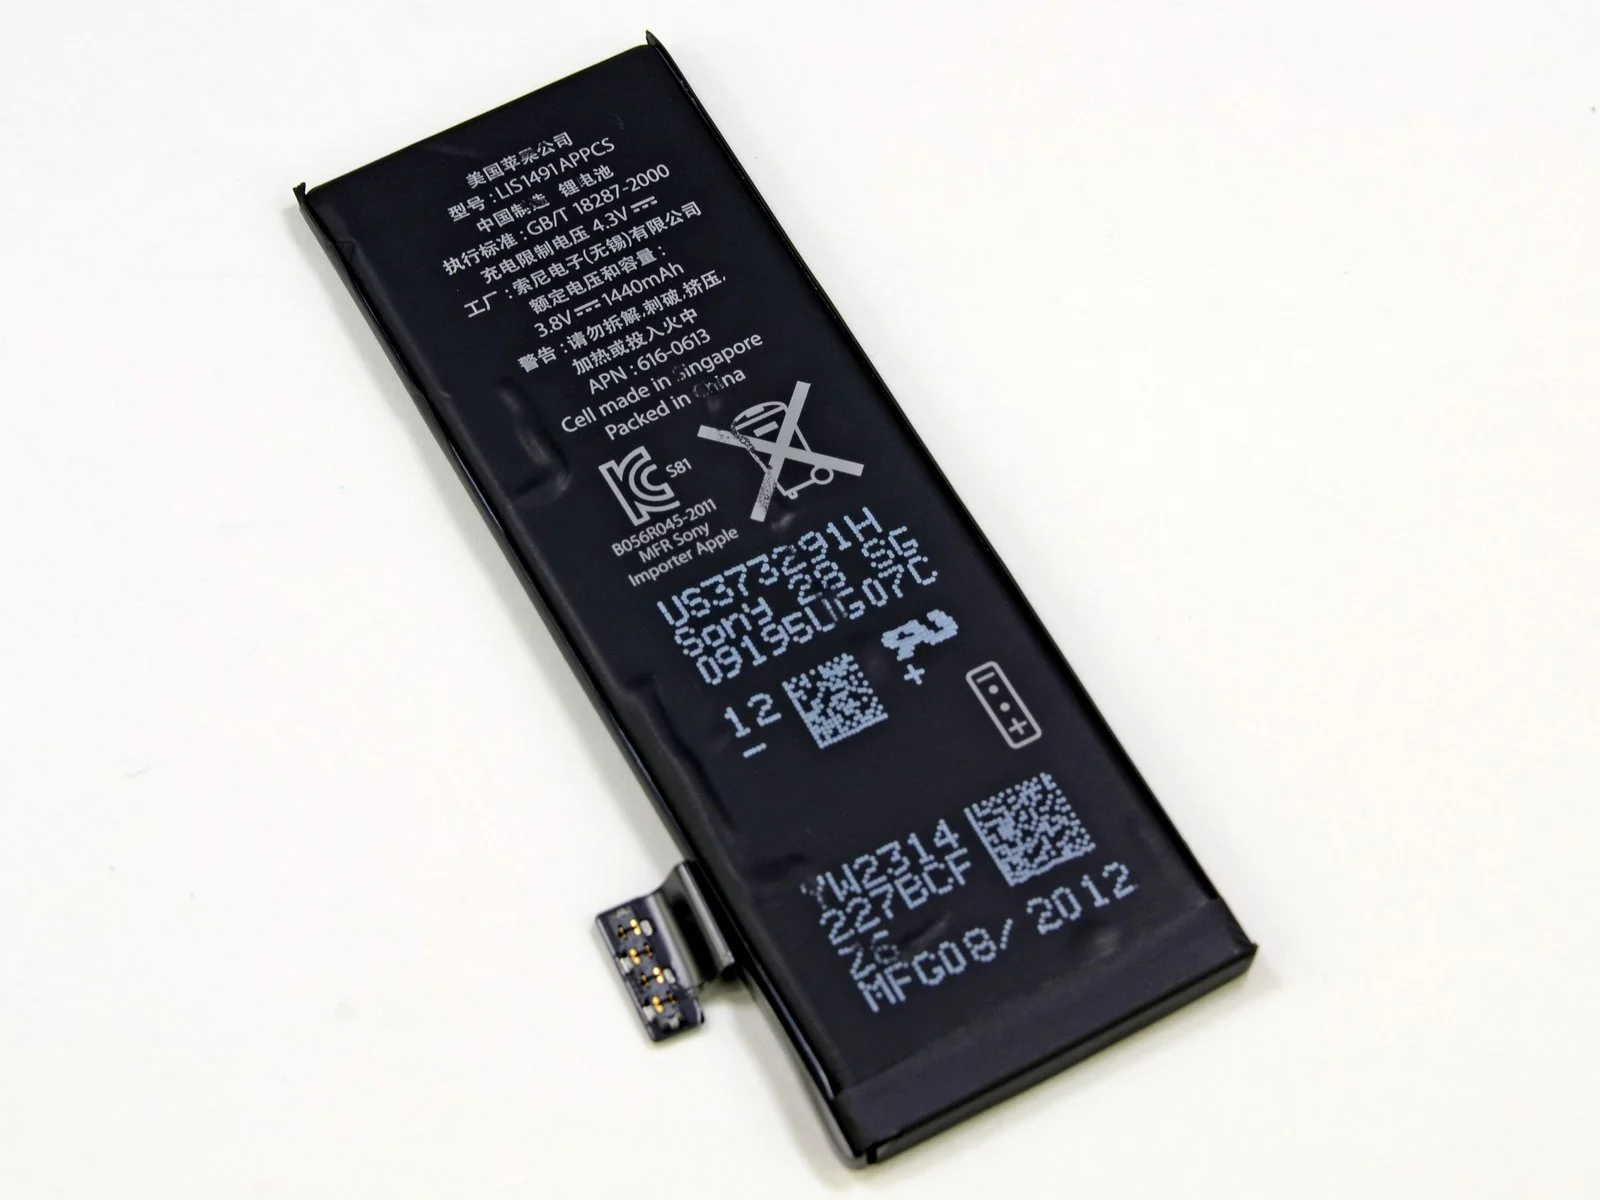 美国苹果公司
型号:LIS1491APPCS
中国制造 锂电池
执行标准:GB/T 18287-2000
充电限制电压 4.3V
工厂:索尼电子(无锡)有限公司
额定电压和容量:
3.8V 1440mAh
警告:请勿拆解,刺破,挤压,
加热或投入火中
APN:616-0613
Cell made in Singapore
Packed in China
KC S81
B056R045-2011
MFR Sony
Importer Apple
US373291H
Sony 28 SG
09195UG07C
12
- +
- +
YW2314
227BCF
26
MFG08/2012